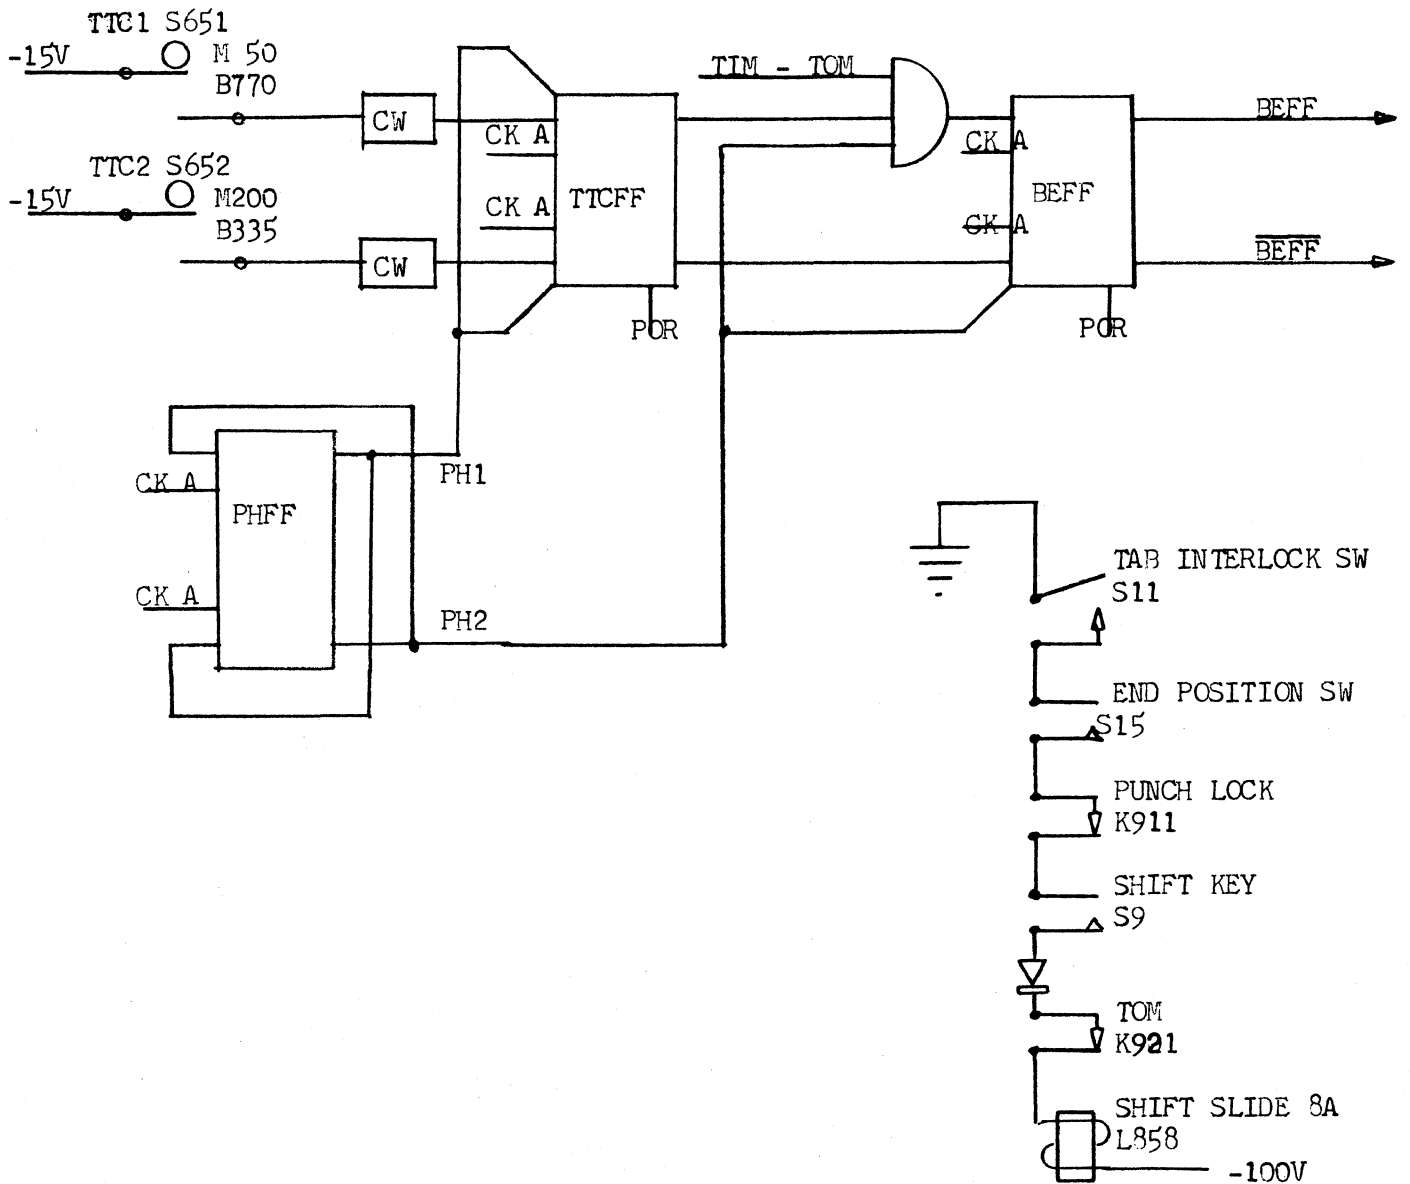 TTC1 S651
-15V
M 50
B770
CW
TTC2 S652
-15V
M200
B335
CW
CK A
CK A
TTCFF
POR
TIM - TOM
CK A
CK A
BEFF
POR
BEFF
BEFF
CK A
CK A
PHFF
PH1
PH2
TAB INTERLOCK SW
S11
END POSITION SW
S15
PUNCH LOCK
K911
SHIFT KEY
S9
TOM
K921
SHIFT SLIDE 8A
L858
-100V